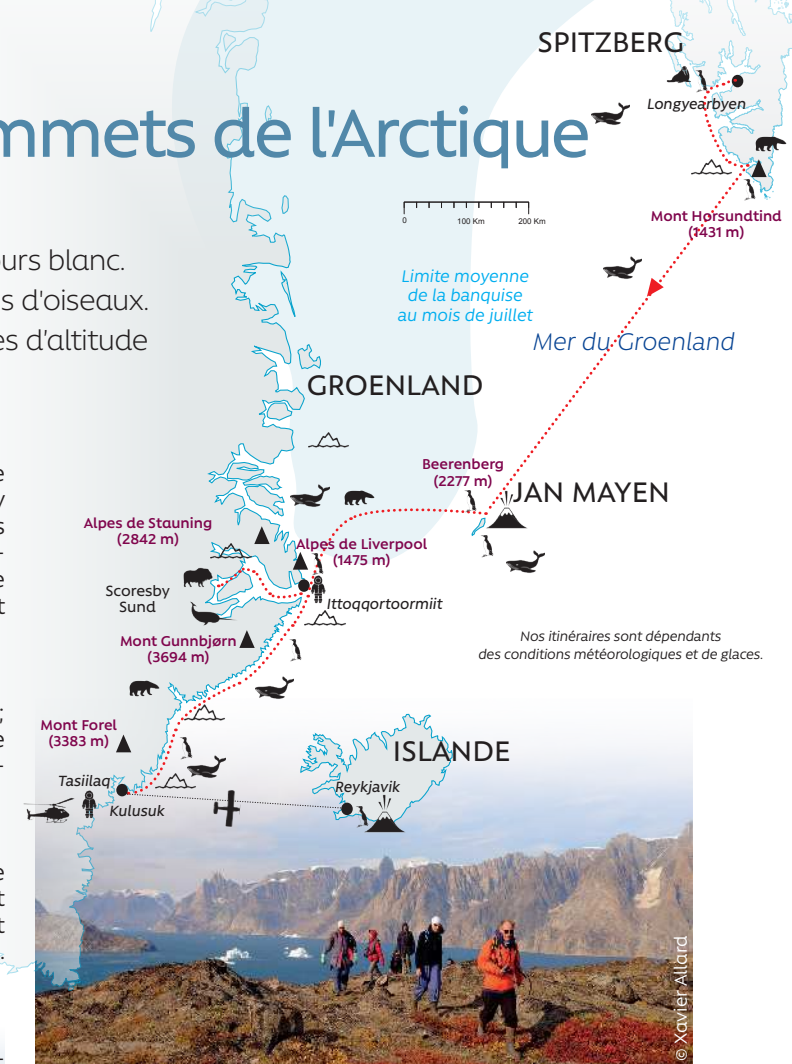 SPITZBERG
Longyearbyen
mmets de l'Arctique
0 100 Km 200 Km
Mont Hørsundtind
(1431 m)
urs blanc.
s d'oiseaux.
es d'altitude
Limite moyenne
de la banquise
au mois de juillet
Mer du Groenland
GROENLAND
Beerenberg
(2277 m)
JAN MAYEN
Alpes de Stauning
(2842 m)
Alpes de Liverpool
(1475 m)
Scoresby
Sund
Ittoqqortoormiit
Mont Gunnbjørn
(3694 m)
Nos itinéraires sont dépendants
des conditions météorologiques et de glaces.
Mont Forel
(3383 m)
ISLANDE
Tasiilaq
Kulusuk
Reykjavik
© Xavier Allard